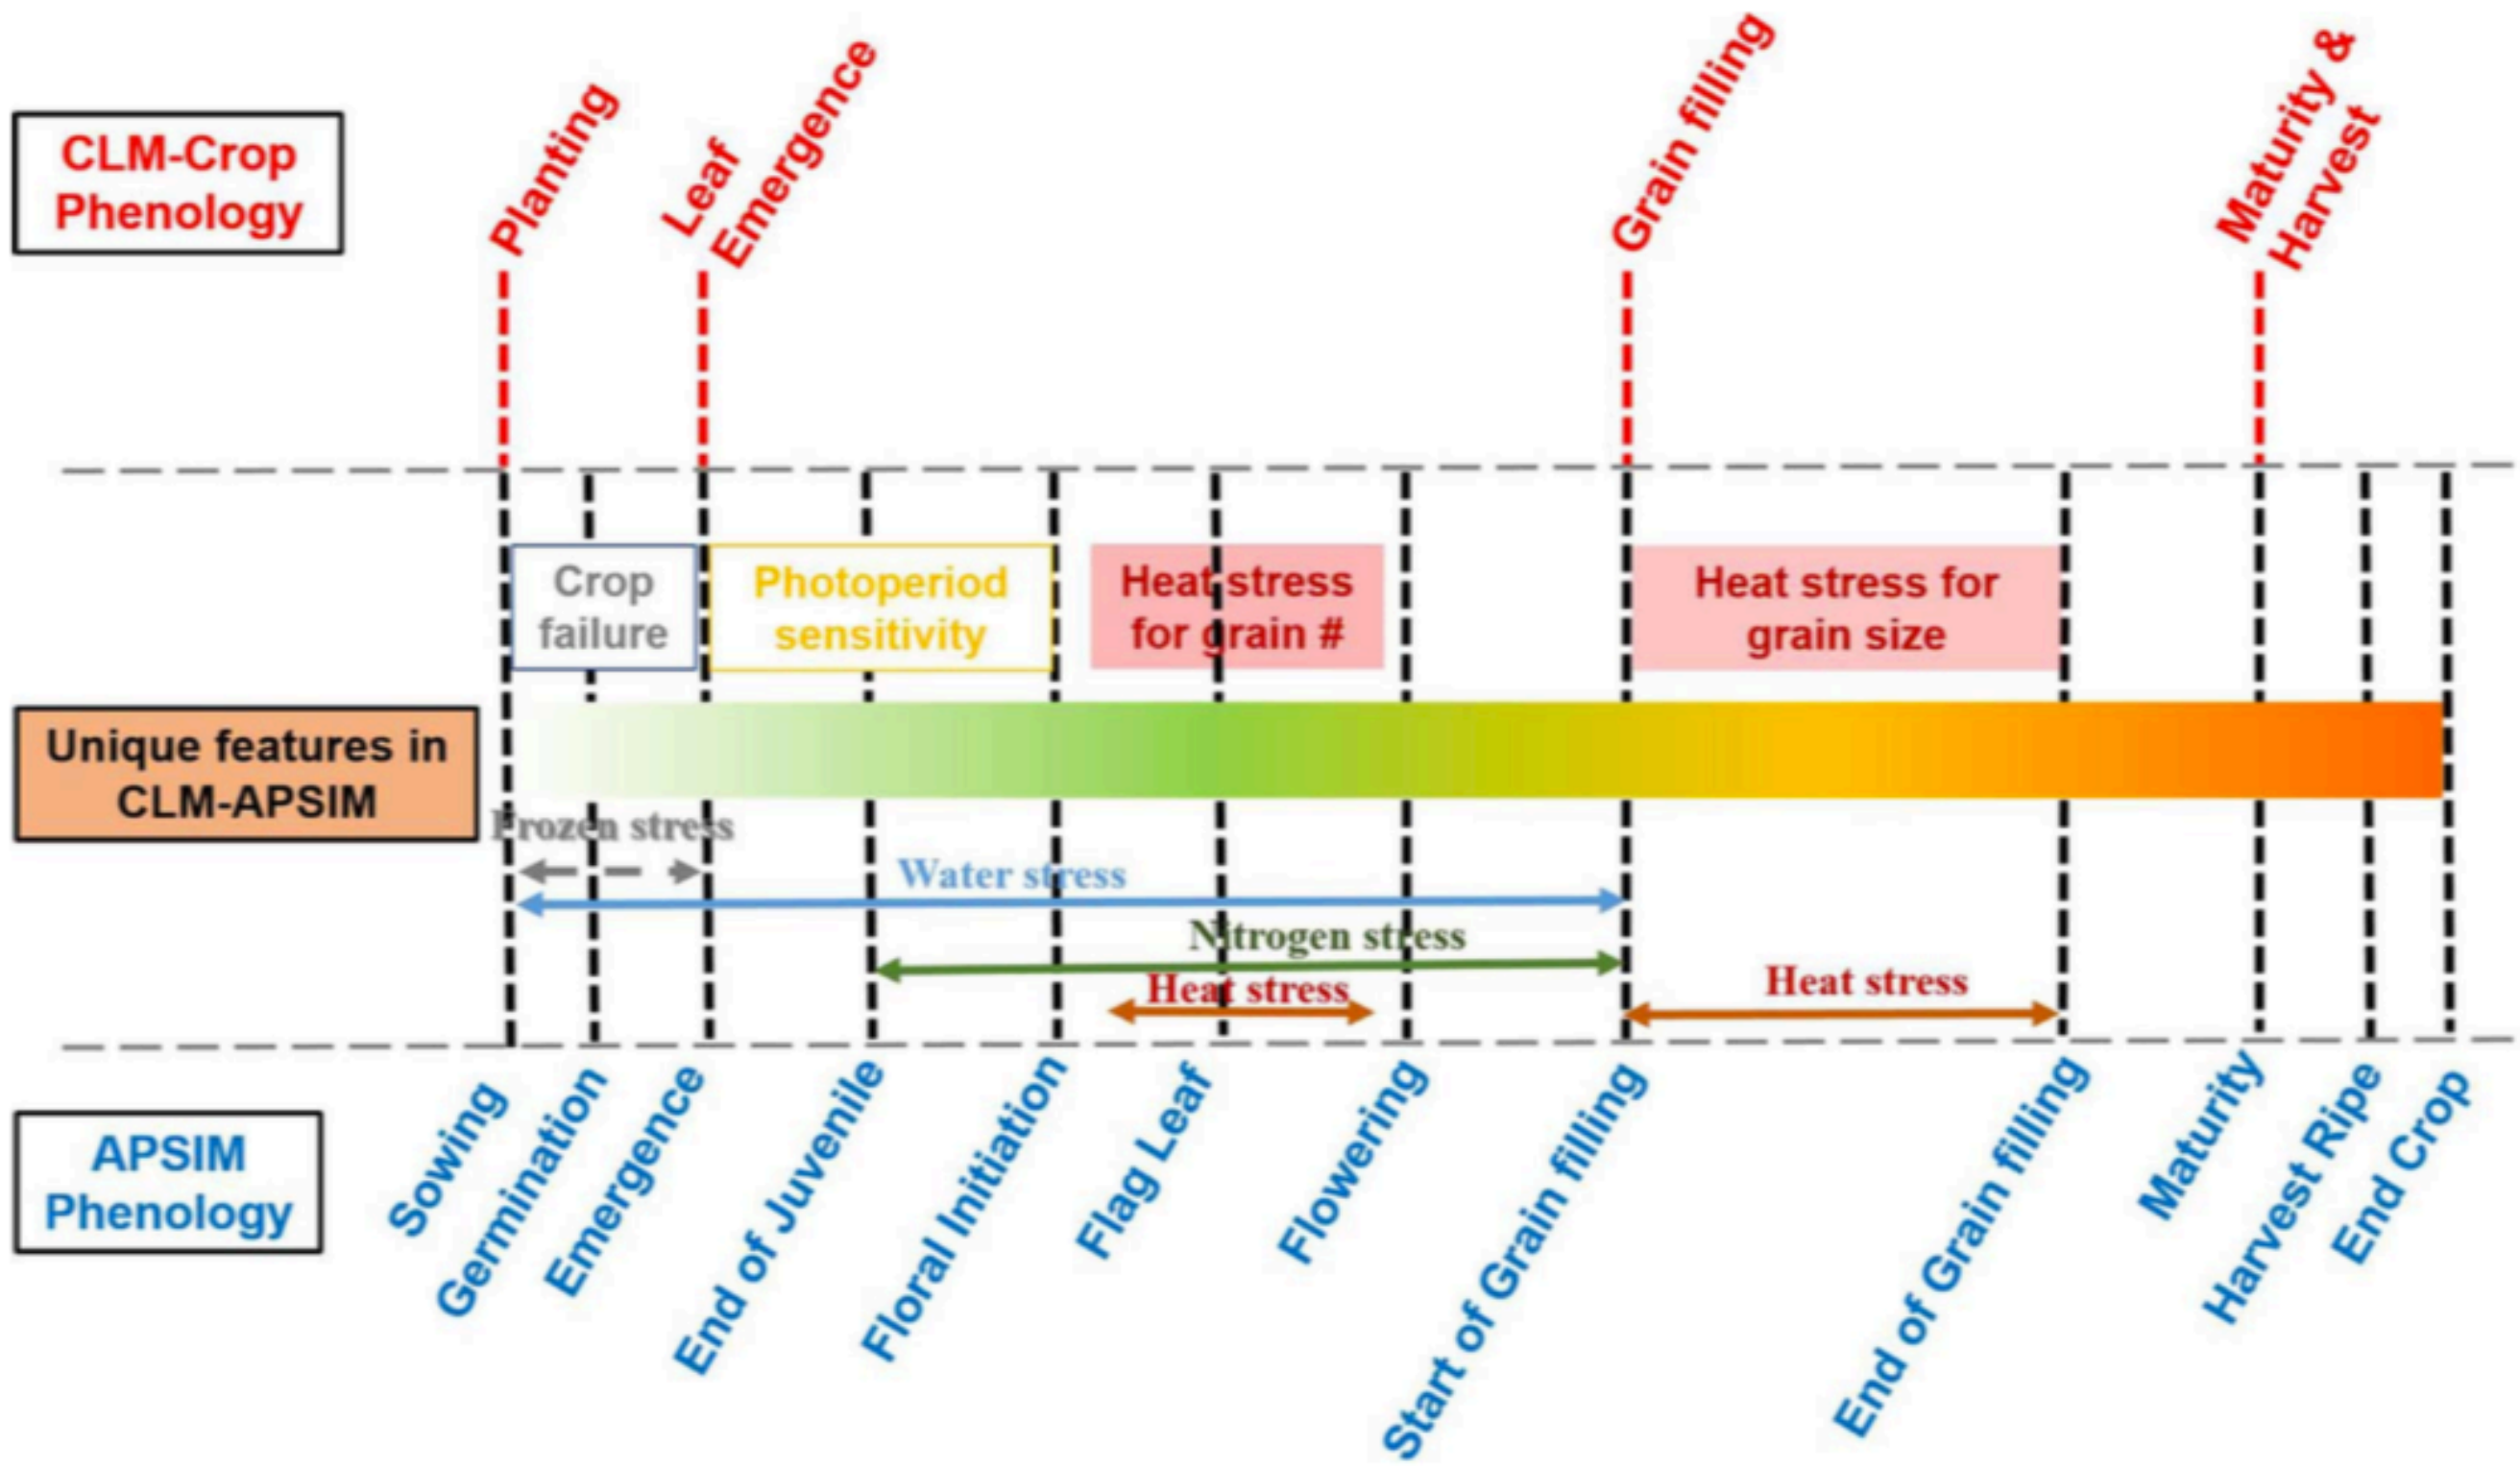 Planting
Leaf
Emergence
Grain filling
Maturity &
Harvest
CLM-Crop
Phenology
Crop
failure
Photoperiod
sensitivity
Heat stress
for grain #
Heat stress for
grain size
Unique features in
CLM-APSIM
Frozen stress
Water stress
Nitrogen stress
Heat stress
Heat stress
APSIM
Phenology
Sowing
Germination
Emergence
End of Juvenile
Floral Initiation
Flag Leaf
Flowering
Start of Grain filling
End of Grain filling
Maturity
Harvest Ripe
End Crop